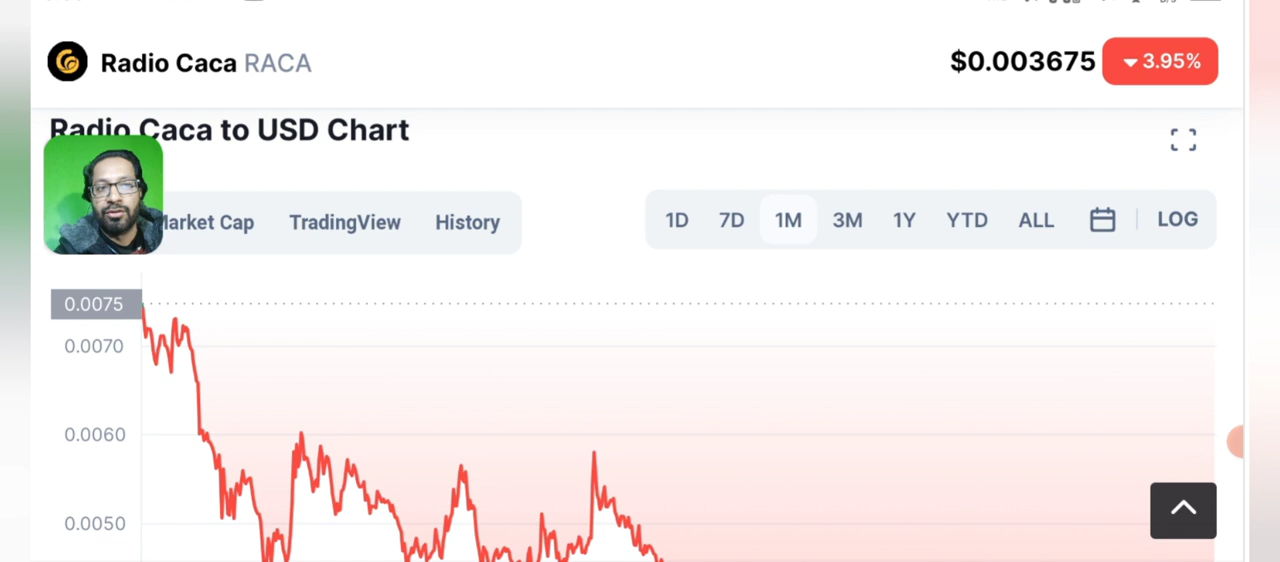 Radio Caca RACA
$0.003675
3.95%
Radio Caca to USD Chart
Market Cap TradingView History
1D 7D 1M 3M 1Y YTD ALL LOG
0.0075
0.0070
0.0060
0.0050